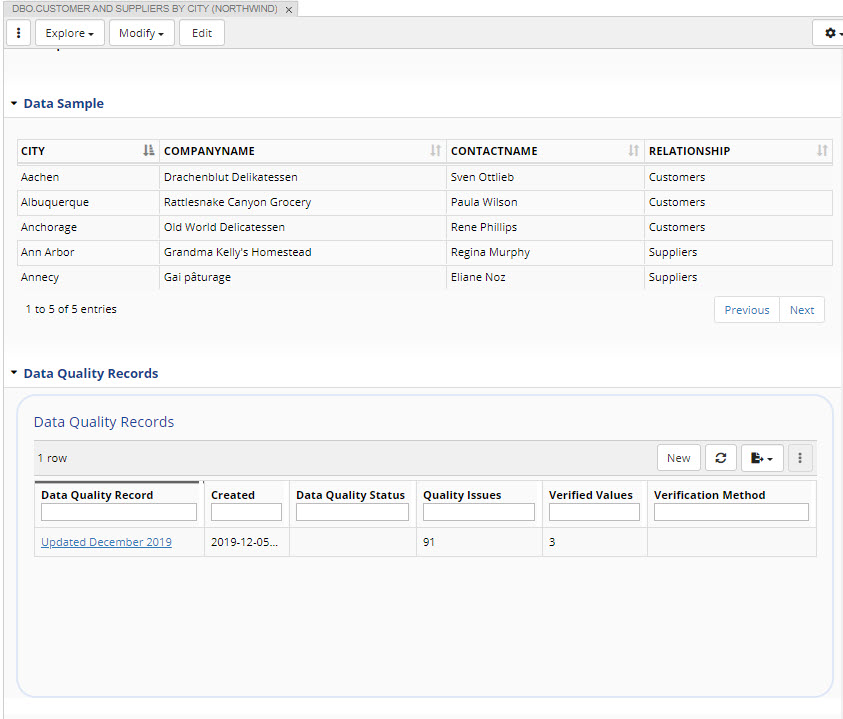 DBO.CUSTOMER AND SUPPLIERS BY CITY (NORTHWIND) ×
Explore Modify Edit
Data Sample
CITY COMPANYNAME CONTACTNAME RELATIONSHIP
Aachen Drachenblut Delikatessen Sven Ottlieb Customers
Albuquerque Rattlesnake Canyon Grocery Paula Wilson Customers
Anchorage Old World Delicatessen Rene Phillips Customers
Ann Arbor Grandma Kelly's Homestead Regina Murphy Suppliers
Annecy Gai pâturage Eliane Noz Suppliers
1 to 5 of 5 entries Previous Next
Data Quality Records
Data Quality Records
1 row New
Data Quality Record Created Data Quality Status Quality Issues Verified Values Verification Method
Updated December 2019 2019-12-05... 91 3